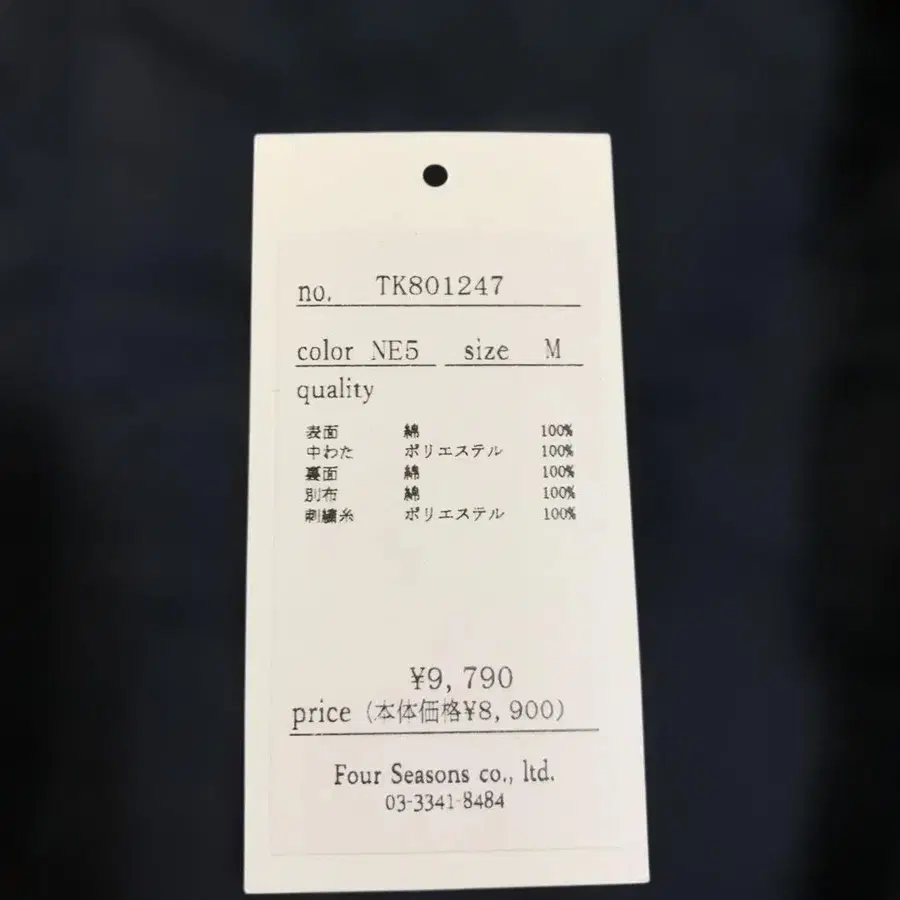 no. TK801247
color NE5 size M
quality
表面 綿 100%
中わた ポリエステル 100%
裏面 綿 100%
別布 綿 100%
刺繍糸 ポリエステル 100%
¥9,790
price (本体価格¥8,900)
Four Seasons co., ltd.
03-3341-8484